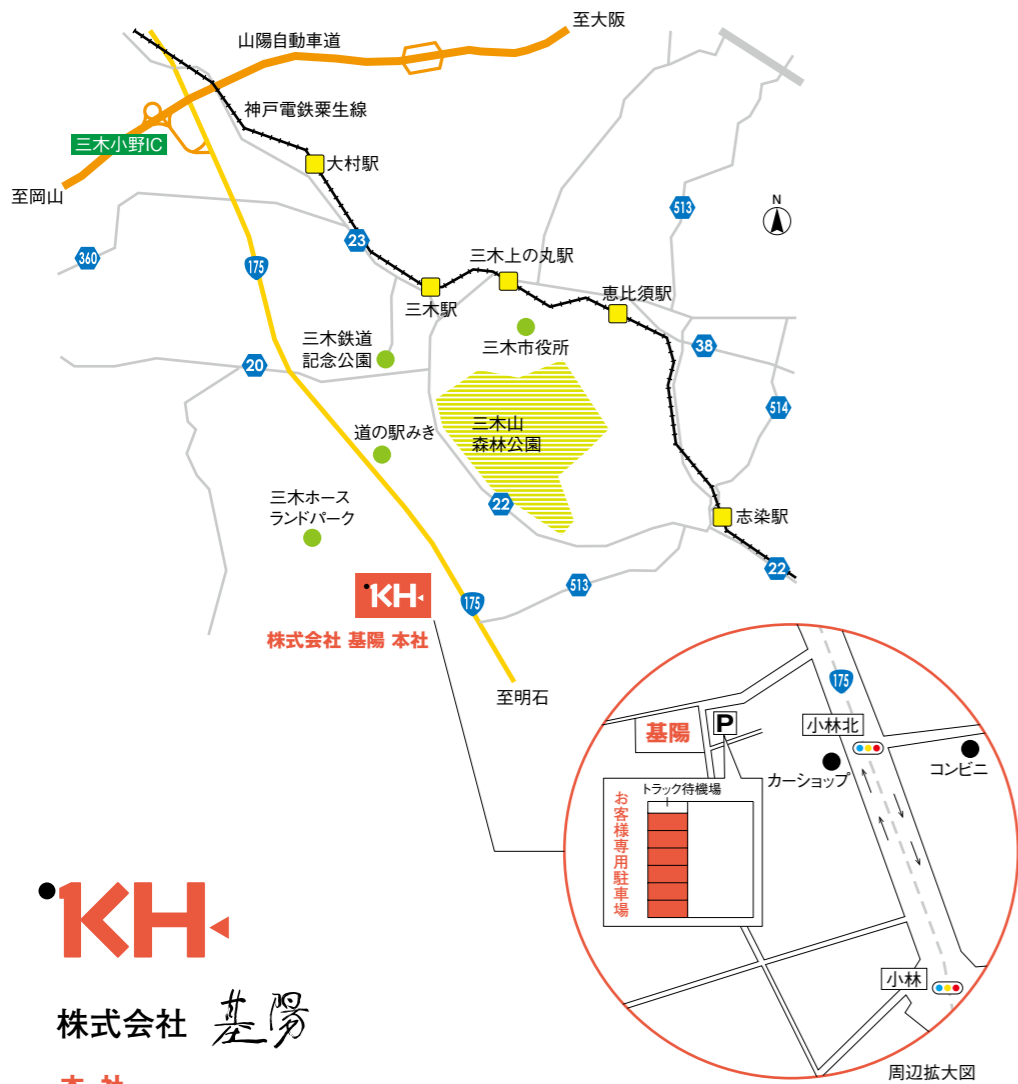 至大阪
山陽自動車道
神戸電鉄粟生線
三木小野IC
大村駅
至岡山
513
N
23
360
175
三木上の丸駅
恵比須駅
三木駅
三木鉄道
記念公園
三木市役所
38
20
514
三木山
森林公園
道の駅みき
22
三木ホース
ランドパーク
志染駅
22
513
KH
175
株式会社 基陽 本社
至明石
175
P
小林北
基陽
カーショップ
コンビニ
トラック待機場
お客様専用駐車場
小林
周辺拡大図
KH
株式会社 基陽
本 社